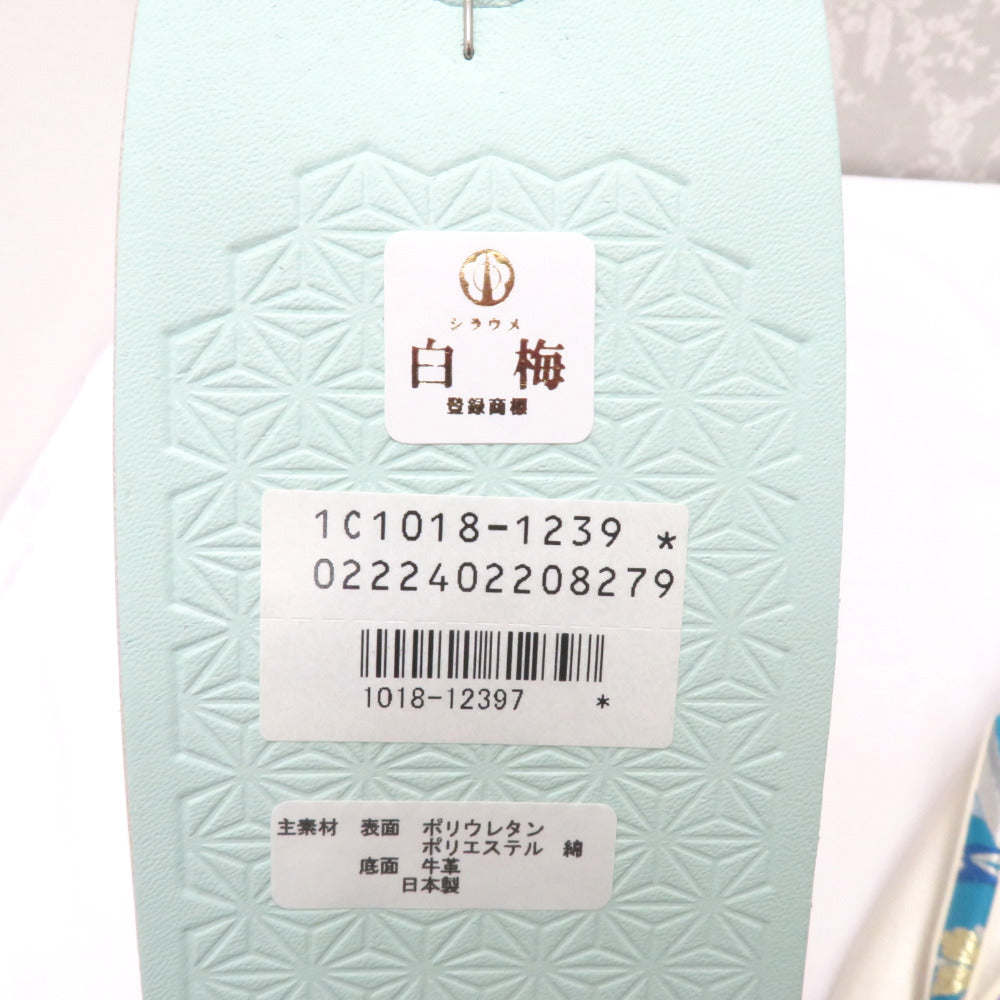 シラウメ
白 梅
登録商標
1C1018-1239 *
0222402208279
1018-12397 *
主素材 表面 ポリウレタン
ポリエステル 綿
底面 牛革
日本製